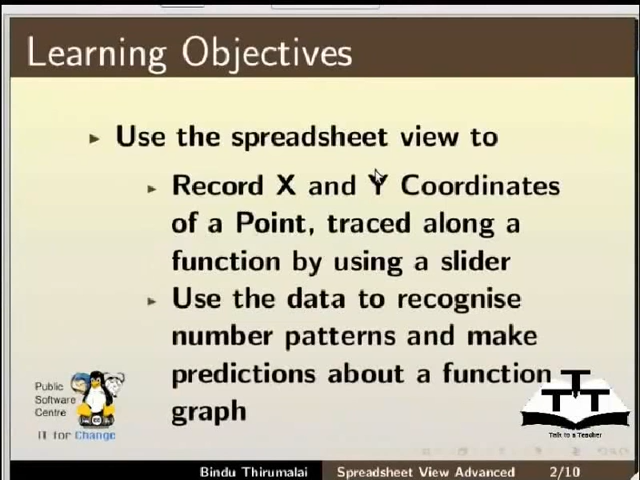 Learning Objectives
Use the spreadsheet view to
Record X and Y Coordinates
of a Point, traced along a
function by using a slider
Use the data to recognise
number patterns and make
predictions about a function
graph
Public
Software
Centre
IT for Change
TTT
Talk to a Teacher
Bindu Thirumalai Spreadsheet View Advanced 2/10